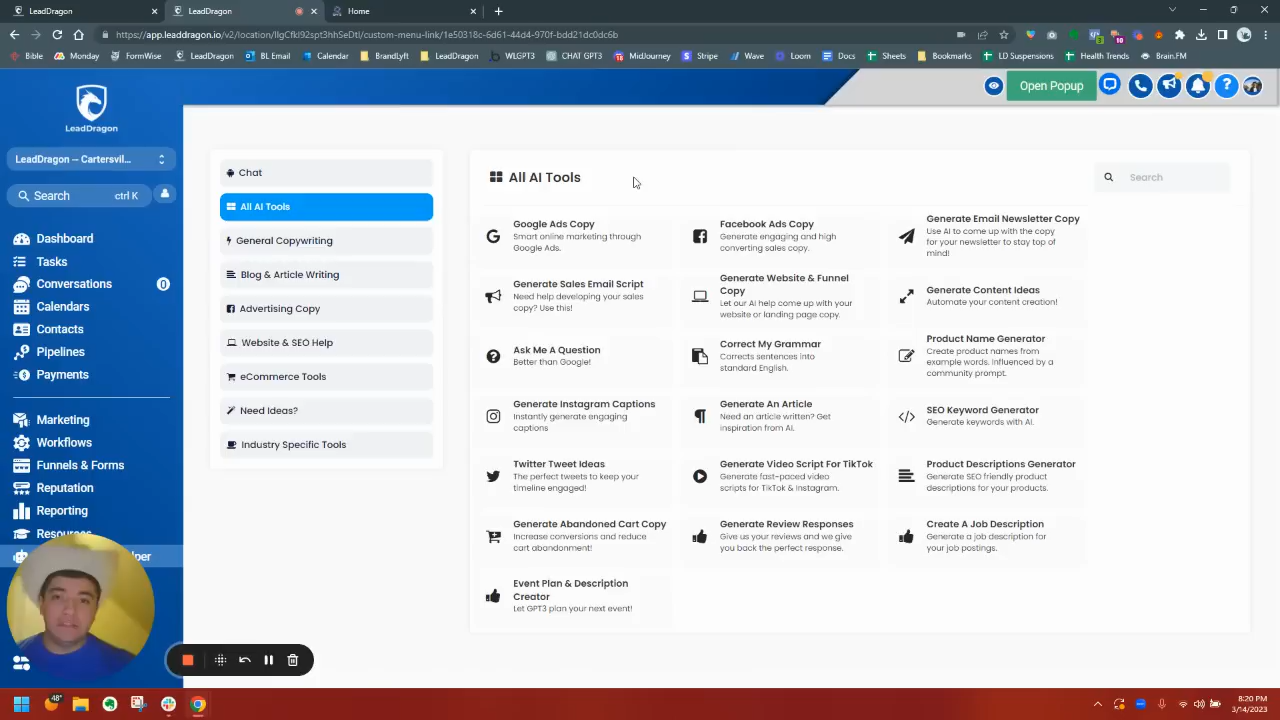 LeadDragon
LeadDragon
Home
https://app.leaddragon.io/v2/location/llgCfld92spt3hhSeDtI/custom-menu-link/1e50318c-6d61-44d4-970f-bdd21dc0dc6b
Bible
Monday
FormWise
LeadDragon
BL Email
Calendar
BrandLyft
LeadDragon
WLGPT3
CHAT GPT3
MidJourney
Stripe
Wave
Loom
Docs
Sheets
Bookmarks
LD Suspensions
Health Trends
Brain.FM
LeadDragon
Open Popup
LeadDragon — Cartersvil...
Search
ctrl K
Dashboard
Tasks
Conversations
0
Calendars
Contacts
Pipelines
Payments
Marketing
Workflows
Funnels & Forms
Reputation
Reporting
Chat
All AI Tools
General Copywriting
Blog & Article Writing
Advertising Copy
Website & SEO Help
eCommerce Tools
Need Ideas?
Industry Specific Tools
All AI Tools
Search
Google Ads Copy
Smart online marketing through
Google Ads.
Facebook Ads Copy
Generate engaging and high
converting sales copy.
Generate Email Newsletter Copy
Use AI to come up with the copy
for your newsletter to stay top of
mind!
Generate Sales Email Script
Need help developing your sales
copy? Use this!
Generate Website & Funnel
Copy
Let our AI help come up with your
website or landing page copy.
Generate Content Ideas
Automate your content creation!
Ask Me A Question
Better than Google!
Correct My Grammar
Corrects sentences into
standard English.
Product Name Generator
Create product names from
example words. Influenced by a
community prompt.
Generate Instagram Captions
Instantly generate engaging
captions
Generate An Article
Need an article written? Get
inspiration from AI.
SEO Keyword Generator
Generate keywords with AI.
Twitter Tweet Ideas
The perfect tweets to keep your
timeline engaged!
Generate Video Script For TikTok
Generate fast-paced video
scripts for TikTok & Instagram.
Product Descriptions Generator
Generate SEO friendly product
descriptions for your products.
Generate Abandoned Cart Copy
Increase conversions and reduce
cart abandonment!
Generate Review Responses
Give us your reviews and we give
you back the perfect response.
Create A Job Description
Generate a job description for
your job postings.
Event Plan & Description
Creator
Let GPT3 plan your next event!
48°
8:20 PM
3/14/2023